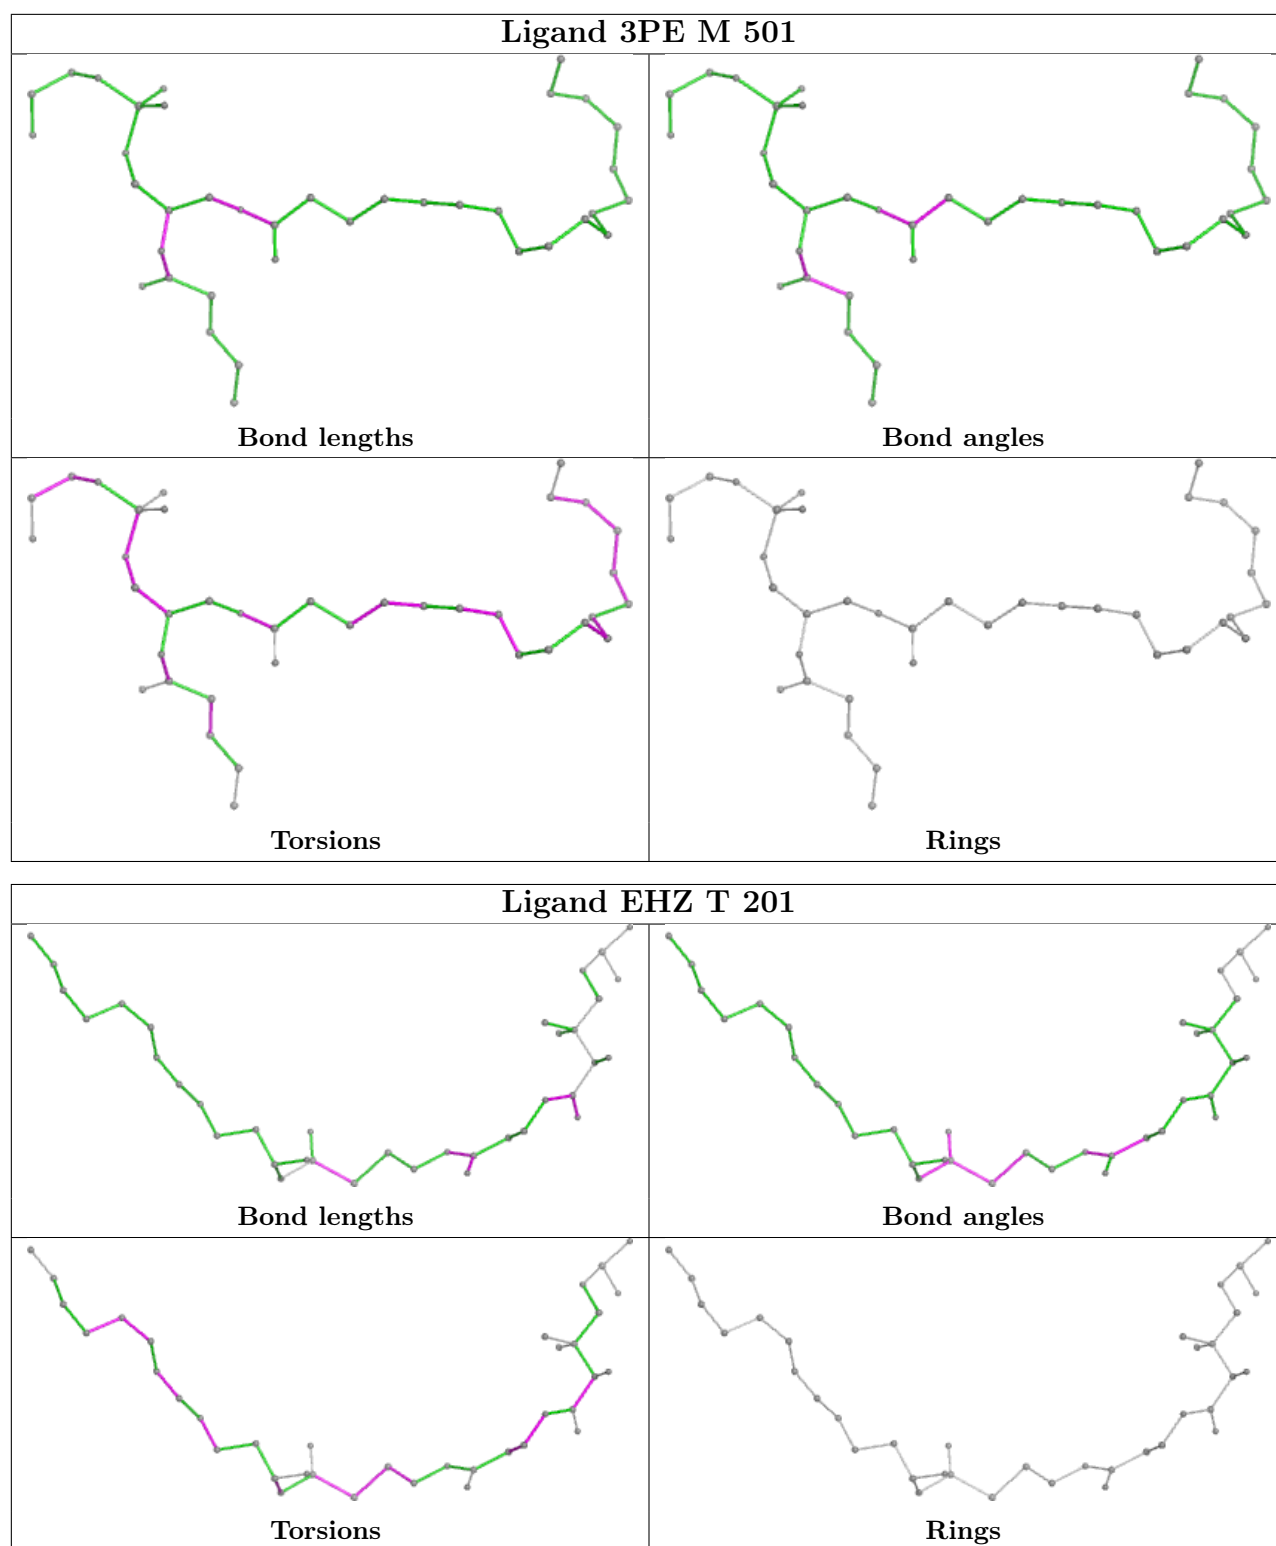 Ligand 3PE M 501
Bond lengths
Bond angles
Torsions
Rings
Ligand EHZ T 201
Bond lengths
Bond angles
Torsions
Rings